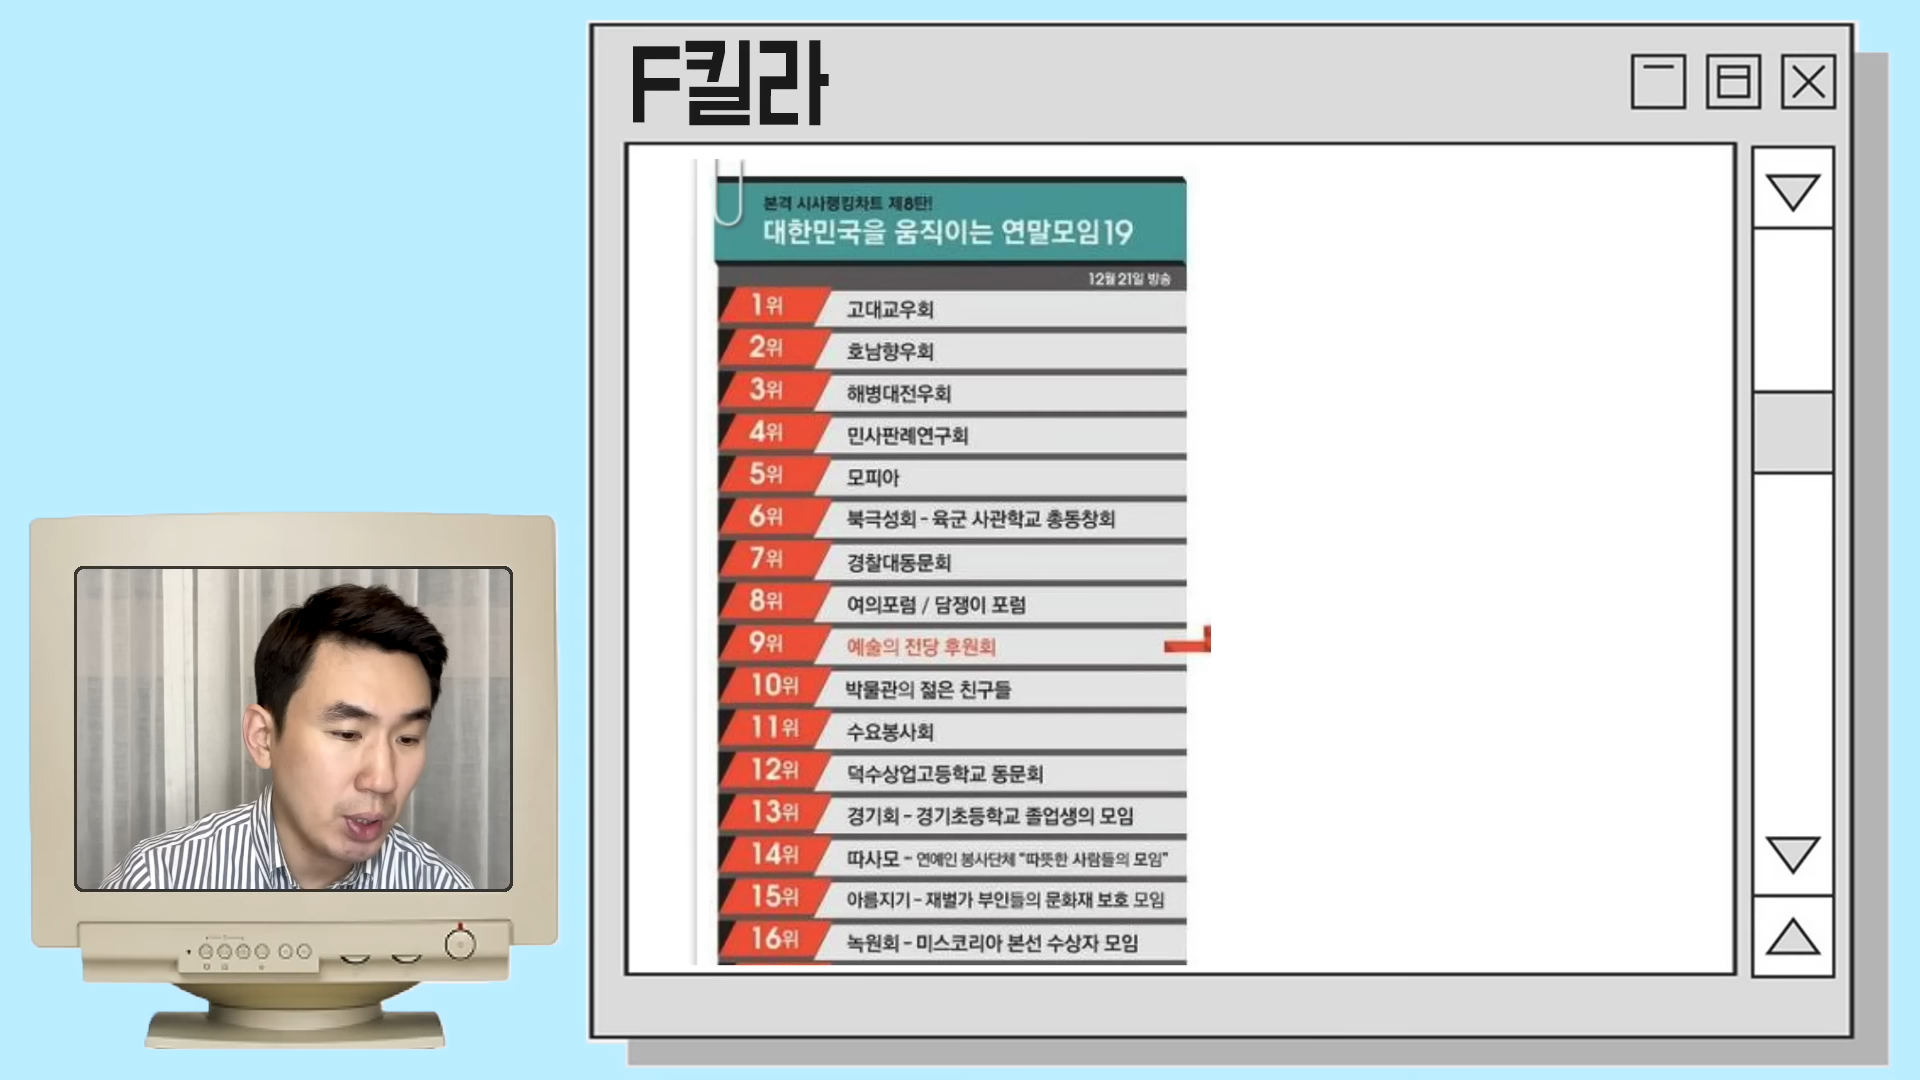 F킬라
본격 시사랭킹차트 제8탄!
대한민국을 움직이는 연말모임19
12월 21일 방송
1위 고대교우회
2위 호남향우회
3위 해병대전우회
4위 민사판례연구회
5위 모피아
6위 북극성회 - 육군 사관학교 총동창회
7위 경찰대동문회
8위 여의포럼 / 담쟁이 포럼
9위 예술의 전당 후원회
10위 박물관의 젊은 친구들
11위 수요봉사회
12위 덕수상업고등학교 동문회
13위 경기회 - 경기초등학교 졸업생의 모임
14위 따사모 - 연예인 봉사단체 "따뜻한 사람들의 모임"
15위 아름지기 - 재벌가 부인들의 문화재 보호 모임
16위 녹원회 - 미스코리아 본선 수상자 모임